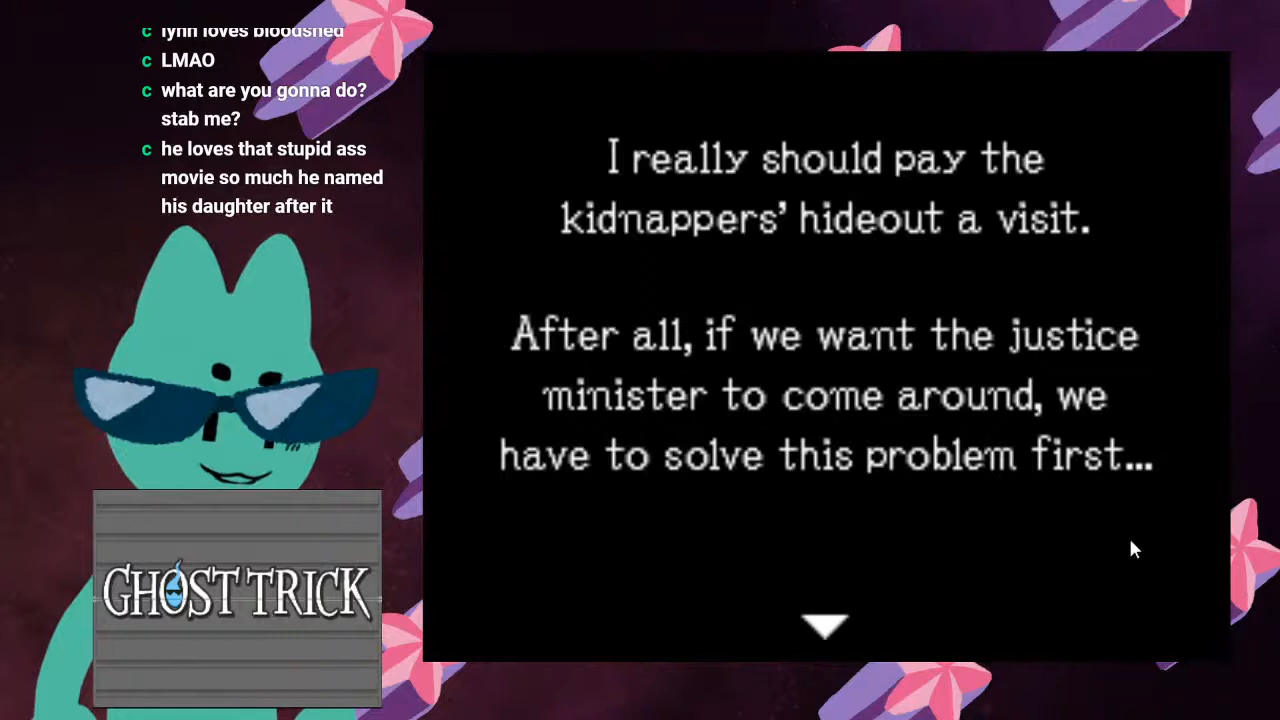 c lynn loves bloodshed
c LMAO
c what are you gonna do?
stab me?
c he loves that stupid ass
movie so much he named
his daughter after it
I really should pay the
kidnappers' hideout a visit.
After all, if we want the justice
minister to come around, we
have to solve this problem first...
GHOST TRICK